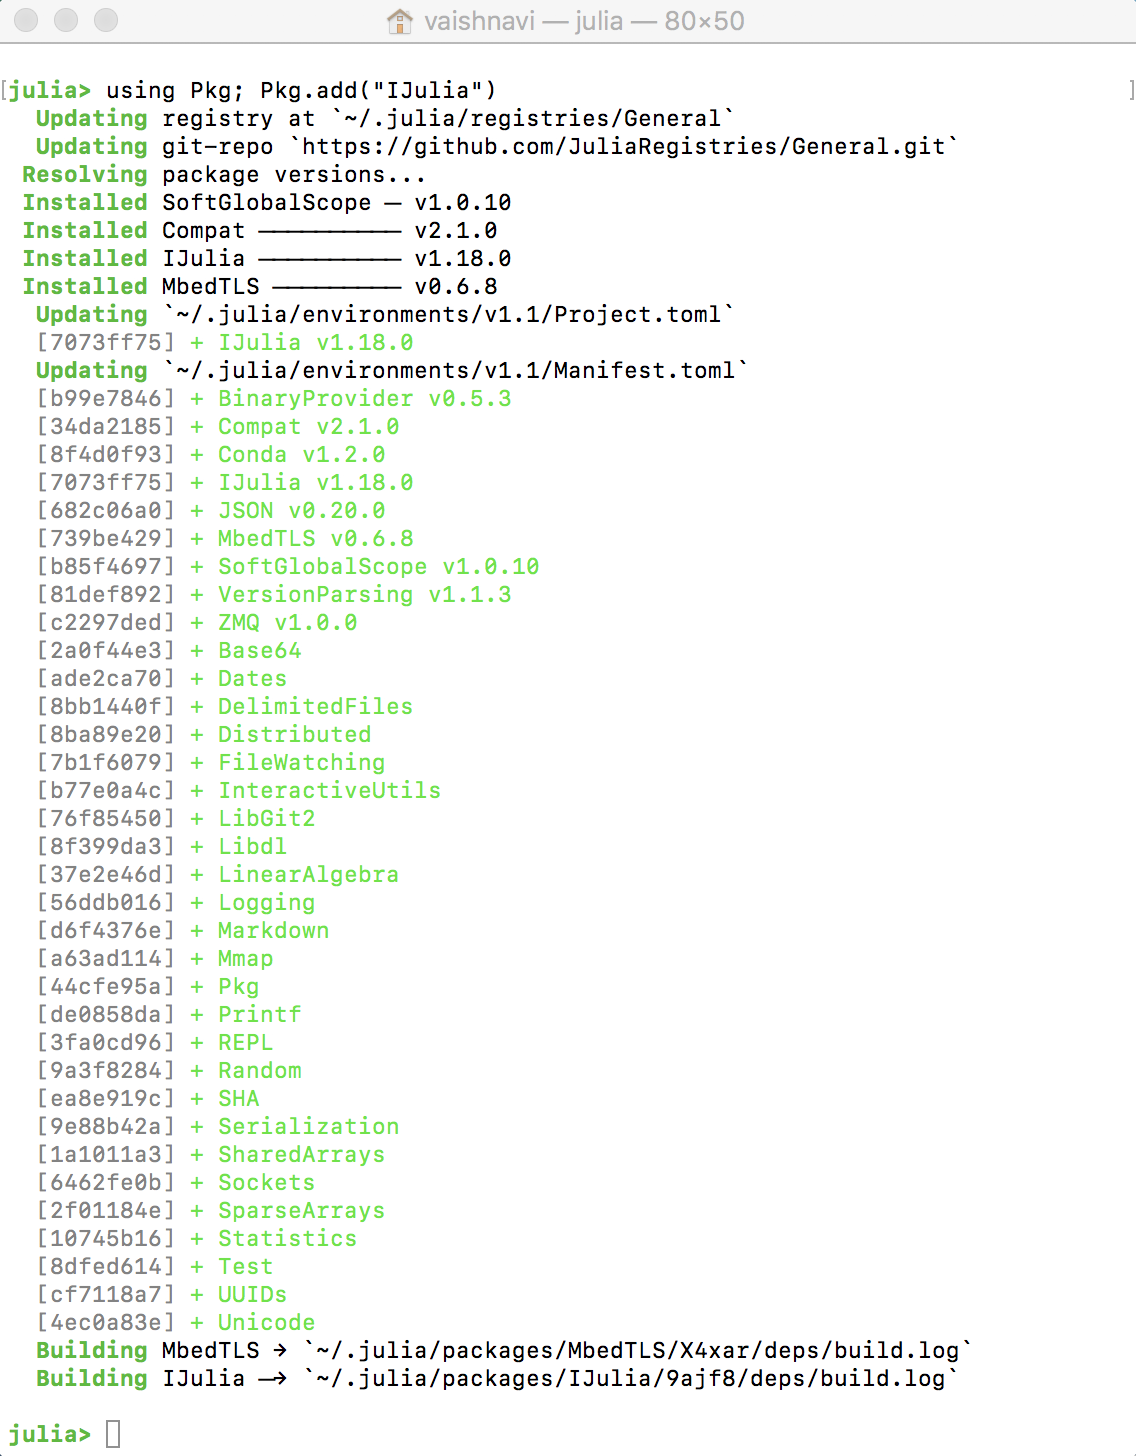 vaishnavi — julia — 80×50
julia> using Pkg; Pkg.add("IJulia")
Updating registry at `~/.julia/registries/General`
Updating git-repo `https://github.com/JuliaRegistries/General.git`
Resolving package versions...
Installed SoftGlobalScope ─ v1.0.10
Installed Compat ────────── v2.1.0
Installed IJulia ────────── v1.18.0
Installed MbedTLS ───────── v0.6.8
Updating `~/.julia/environments/v1.1/Project.toml`
[7073ff75] + IJulia v1.18.0
Updating `~/.julia/environments/v1.1/Manifest.toml`
[b99e7846] + BinaryProvider v0.5.3
[34da2185] + Compat v2.1.0
[8f4d0f93] + Conda v1.2.0
[7073ff75] + IJulia v1.18.0
[682c06a0] + JSON v0.20.0
[739be429] + MbedTLS v0.6.8
[b85f4697] + SoftGlobalScope v1.0.10
[81def892] + VersionParsing v1.1.3
[c2297ded] + ZMQ v1.0.0
[2a0f44e3] + Base64
[ade2ca70] + Dates
[8bb1440f] + DelimitedFiles
[8ba89e20] + Distributed
[7b1f6079] + FileWatching
[b77e0a4c] + InteractiveUtils
[76f85450] + LibGit2
[8f399da3] + Libdl
[37e2e46d] + LinearAlgebra
[56ddb016] + Logging
[d6f4376e] + Markdown
[a63ad114] + Mmap
[44cfe95a] + Pkg
[de0858da] + Printf
[3fa0cd96] + REPL
[9a3f8284] + Random
[ea8e919c] + SHA
[9e88b42a] + Serialization
[1a1011a3] + SharedArrays
[6462fe0b] + Sockets
[2f01184e] + SparseArrays
[10745b16] + Statistics
[8dfed614] + Test
[cf7118a7] + UUIDs
[4ec0a83e] + Unicode
Building MbedTLS → `~/.julia/packages/MbedTLS/X4xar/deps/build.log`
Building IJulia ─→ `~/.julia/packages/IJulia/9ajf8/deps/build.log`
julia>